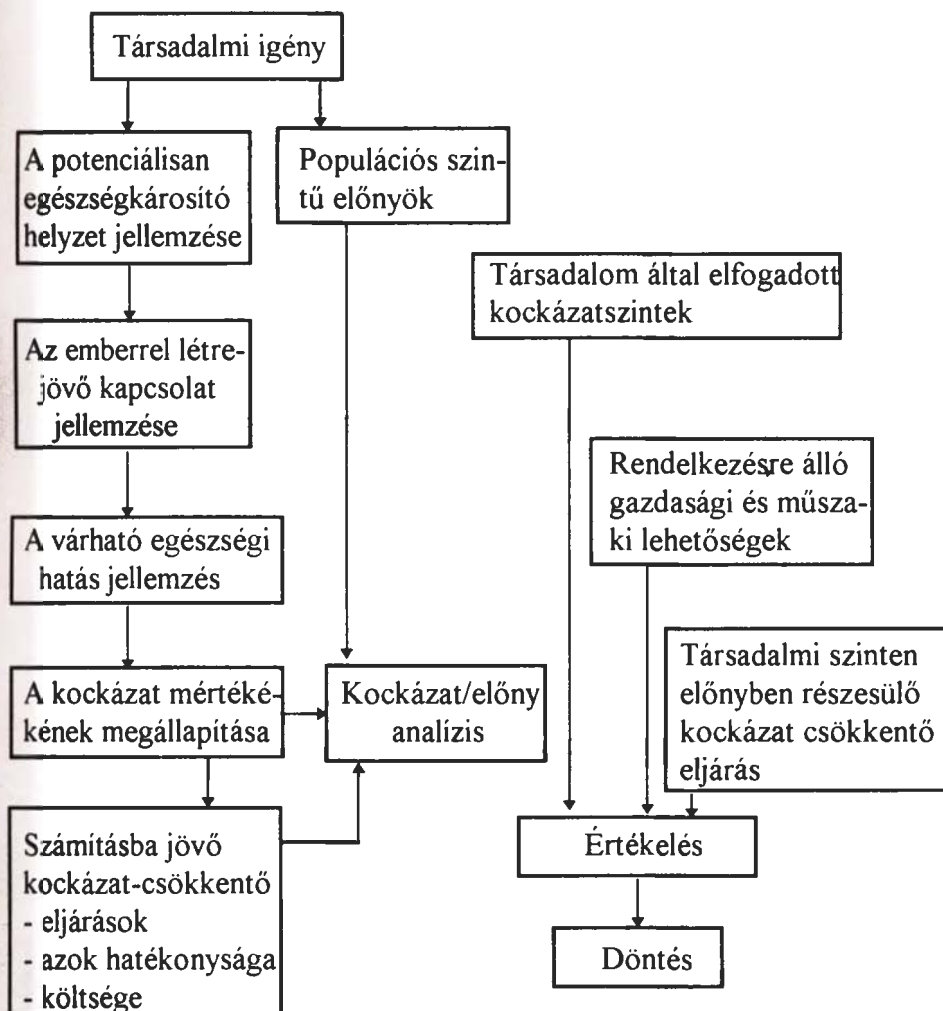 Társadalmi igény
A potenciálisan
egészségkárosító
helyzet jellemzése
Populációs szin-
tű előnyök
Társadalom által elfogadott
kockázatszintek
Az emberrel létre-
jövő kapcsolat
jellemzése
Rendelkezésre álló
gazdasági és műsza-
ki lehetőségek
A várható egészségi
hatás jellemzés
Társadalmi szinten
előnyben részesülő
kockázat csökkentő
eljárás
A kockázat mértéké-
kének megállapítása
Kockázat/előny
analízis
Számításba jövő
kockázat-csökkentő
- eljárások
- azok hatékonysága
- költsége
Értékelés
Döntés